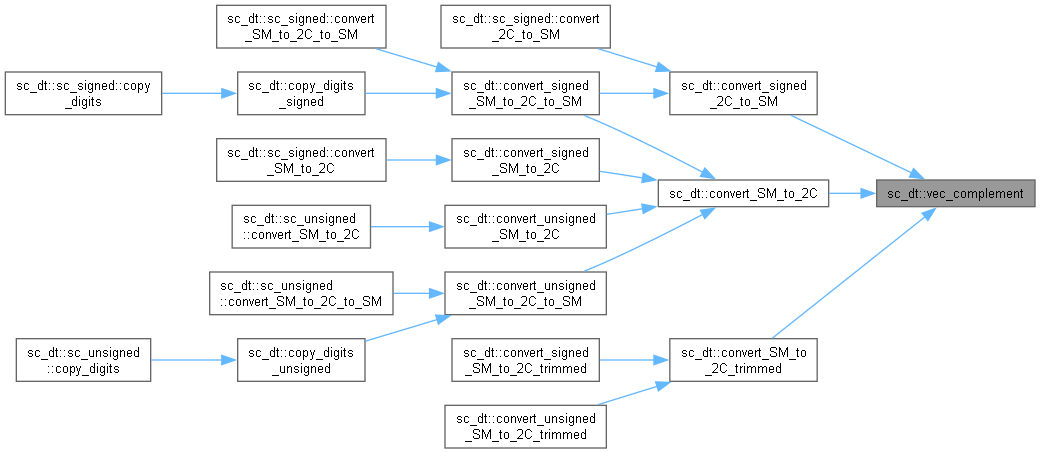 sc_dt::sc_signed::convert
_SM_to_2C_to_SM
sc_dt::sc_signed::convert
_2C_to_SM
sc_dt::sc_signed::copy
_digits
sc_dt::copy_digits
_signed
sc_dt::convert_signed
_SM_to_2C_to_SM
sc_dt::convert_signed
_2C_to_SM
sc_dt::sc_signed::convert
_SM_to_2C
sc_dt::convert_signed
_SM_to_2C
sc_dt::convert_SM_to_2C
sc_dt::vec_complement
sc_dt::sc_unsigned
::convert_SM_to_2C
sc_dt::convert_unsigned
_SM_to_2C
sc_dt::sc_unsigned
::convert_SM_to_2C_to_SM
sc_dt::convert_unsigned
_SM_to_2C_to_SM
sc_dt::sc_unsigned
::copy_digits
sc_dt::copy_digits
_unsigned
sc_dt::convert_signed
_SM_to_2C_trimmed
sc_dt::convert_SM_to
_2C_trimmed
sc_dt::convert_unsigned
_SM_to_2C_trimmed